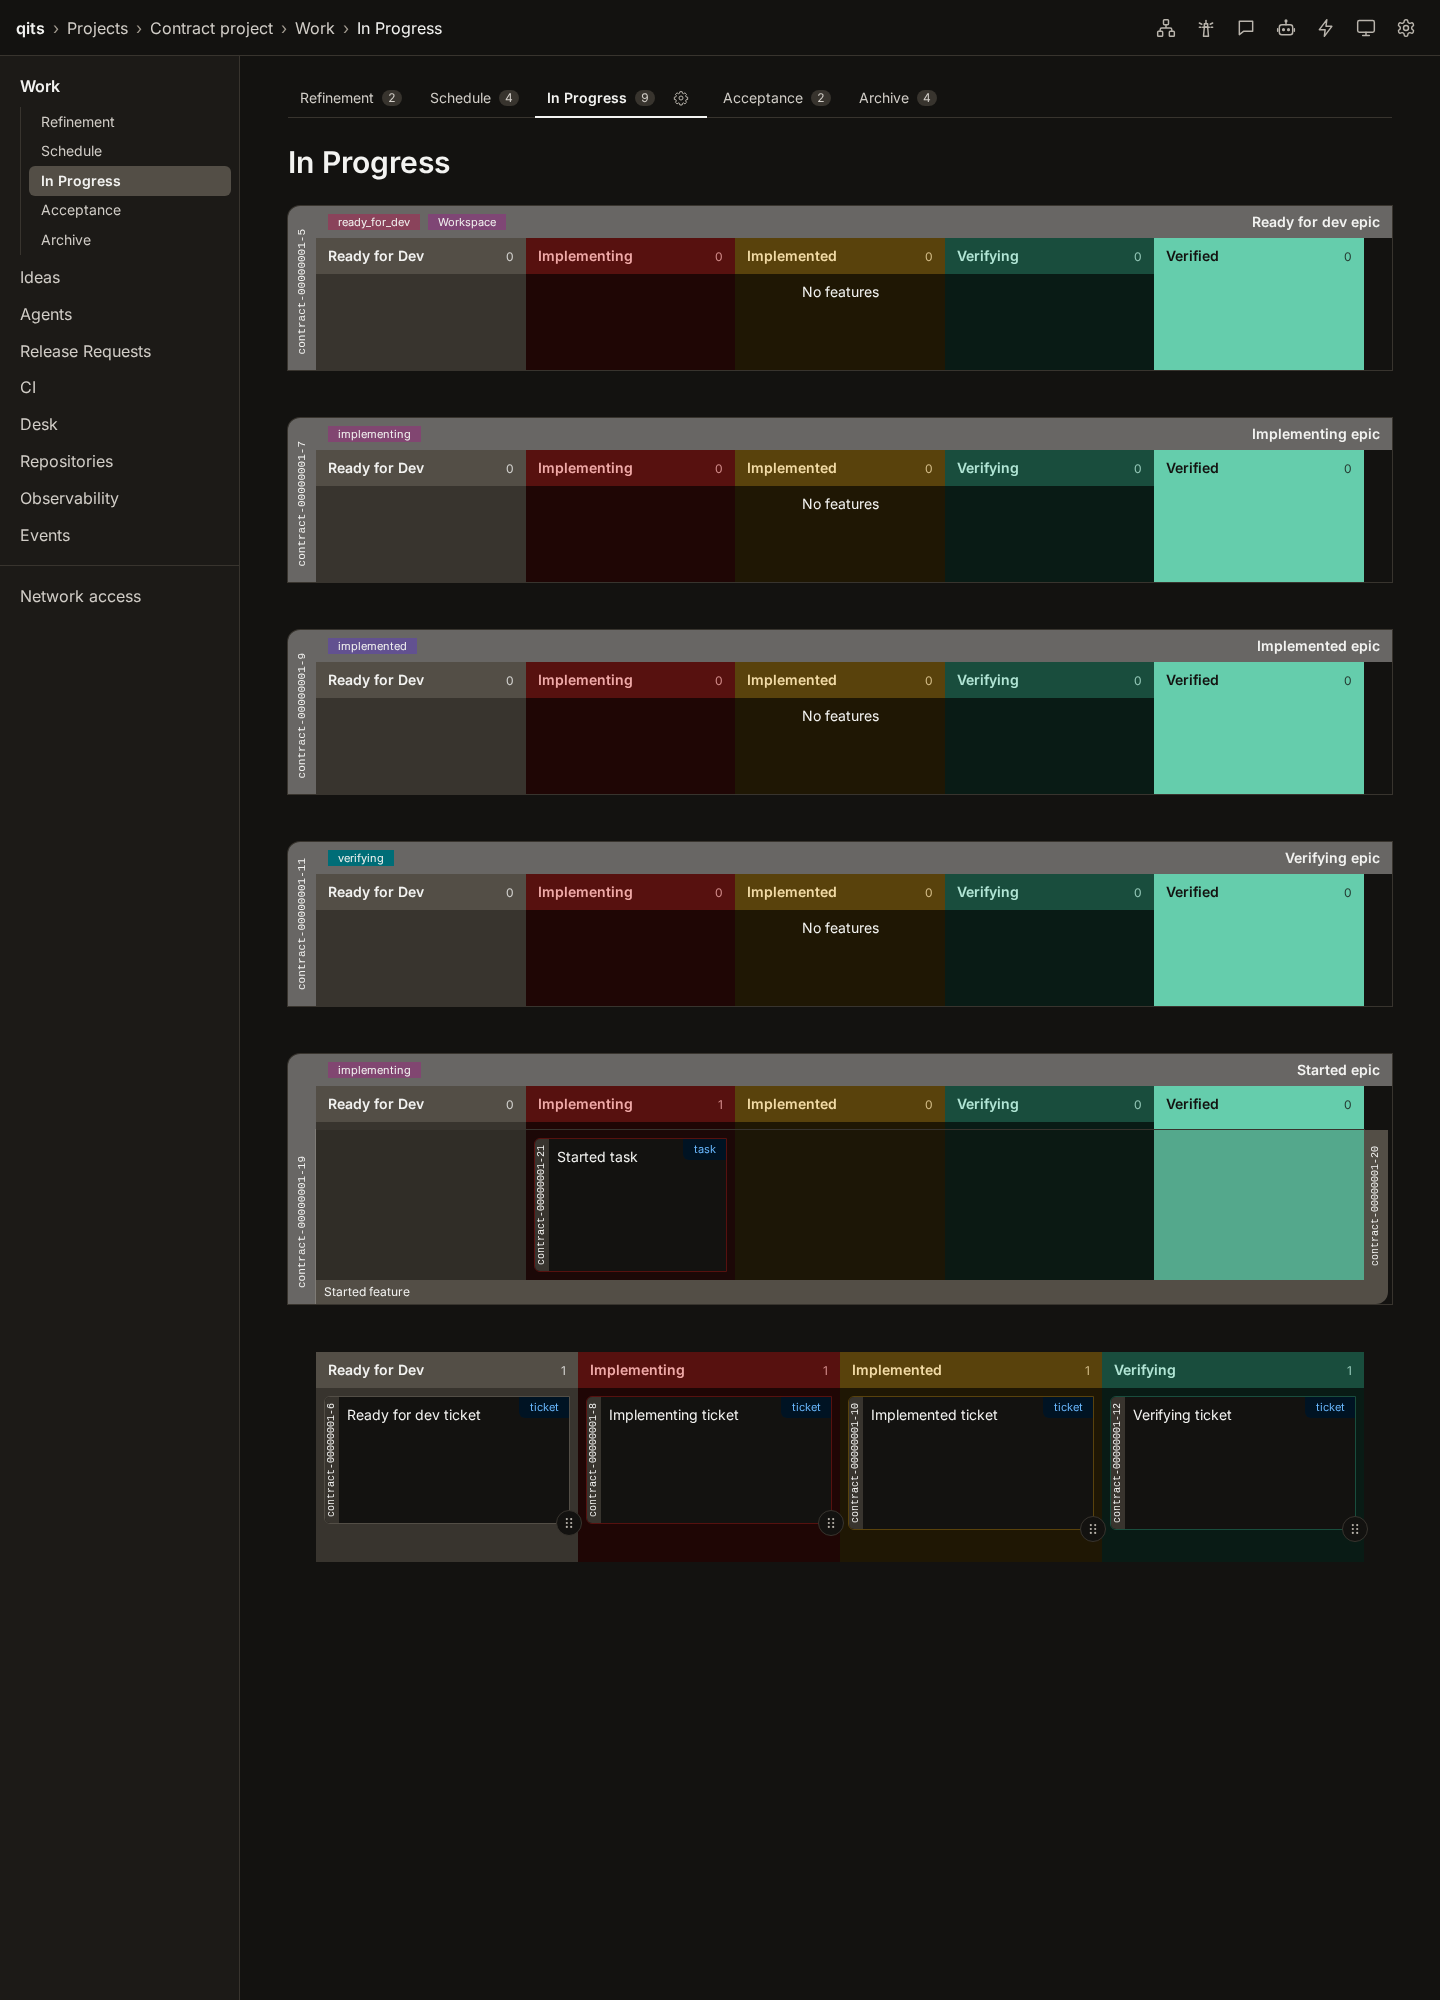 qits › Projects › Contract project › Work › In Progress
Work
Refinement
Schedule
In Progress
Acceptance
Archive
Ideas
Agents
Release Requests
CI
Desk
Repositories
Observability
Events
Network access
Refinement 2 Schedule 4 In Progress 9 Acceptance 2 Archive 4
In Progress
contract-00000001-5
ready_for_dev Workspace Ready for dev epic
Ready for Dev 0 Implementing 0 Implemented 0 Verifying 0 Verified 0
No features
contract-00000001-7
implementing Implementing epic
Ready for Dev 0 Implementing 0 Implemented 0 Verifying 0 Verified 0
No features
contract-00000001-9
implemented Implemented epic
Ready for Dev 0 Implementing 0 Implemented 0 Verifying 0 Verified 0
No features
contract-00000001-11
verifying Verifying epic
Ready for Dev 0 Implementing 0 Implemented 0 Verifying 0 Verified 0
No features
contract-00000001-19
implementing Started epic
Ready for Dev 0 Implementing 1 Implemented 0 Verifying 0 Verified 0
contract-00000001-21
Started task task
contract-00000001-20
Started feature
Ready for Dev 1 Implementing 1 Implemented 1 Verifying 1
contract-00000001-6
Ready for dev ticket ticket
contract-00000001-8
Implementing ticket ticket
contract-00000001-10
Implemented ticket ticket
contract-00000001-12
Verifying ticket ticket